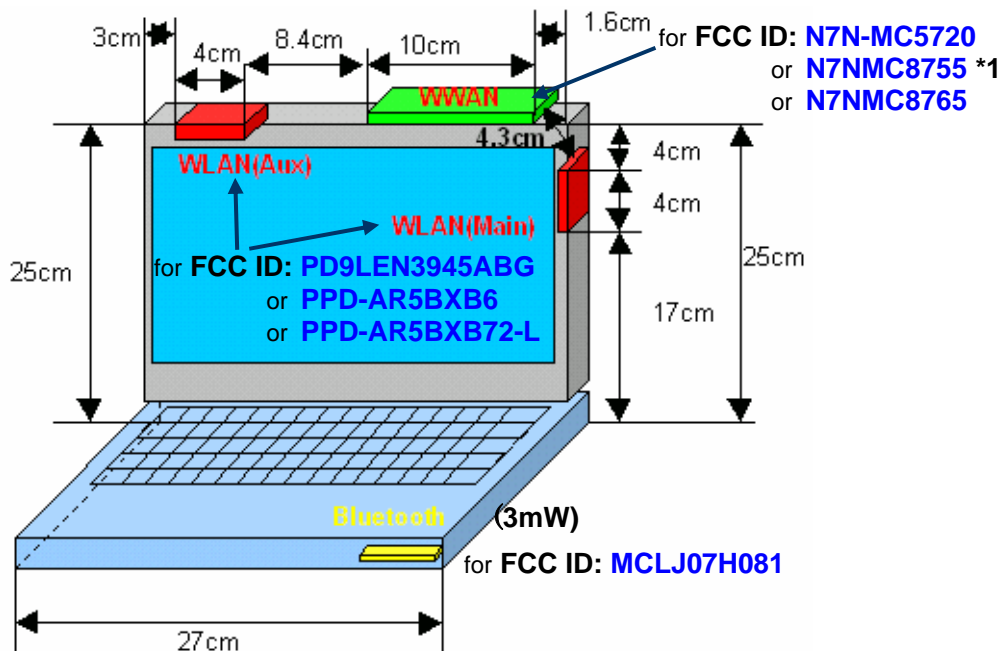 3cm
4cm
8.4cm
10cm
1.6cm
for FCC ID: N7N-MC5720
or N7NMC8755 *1
or N7NMC8765
WWAN
4.3cm
4cm
WLAN(Aux)
4cm
WLAN(Main)
25cm
for FCC ID: PD9LEN3945ABG
25cm
or PPD-AR5BXB6
17cm
or PPD-AR5BXB72-L
Bluetooth (3mW)
for FCC ID: MCLJ07H081
27cm